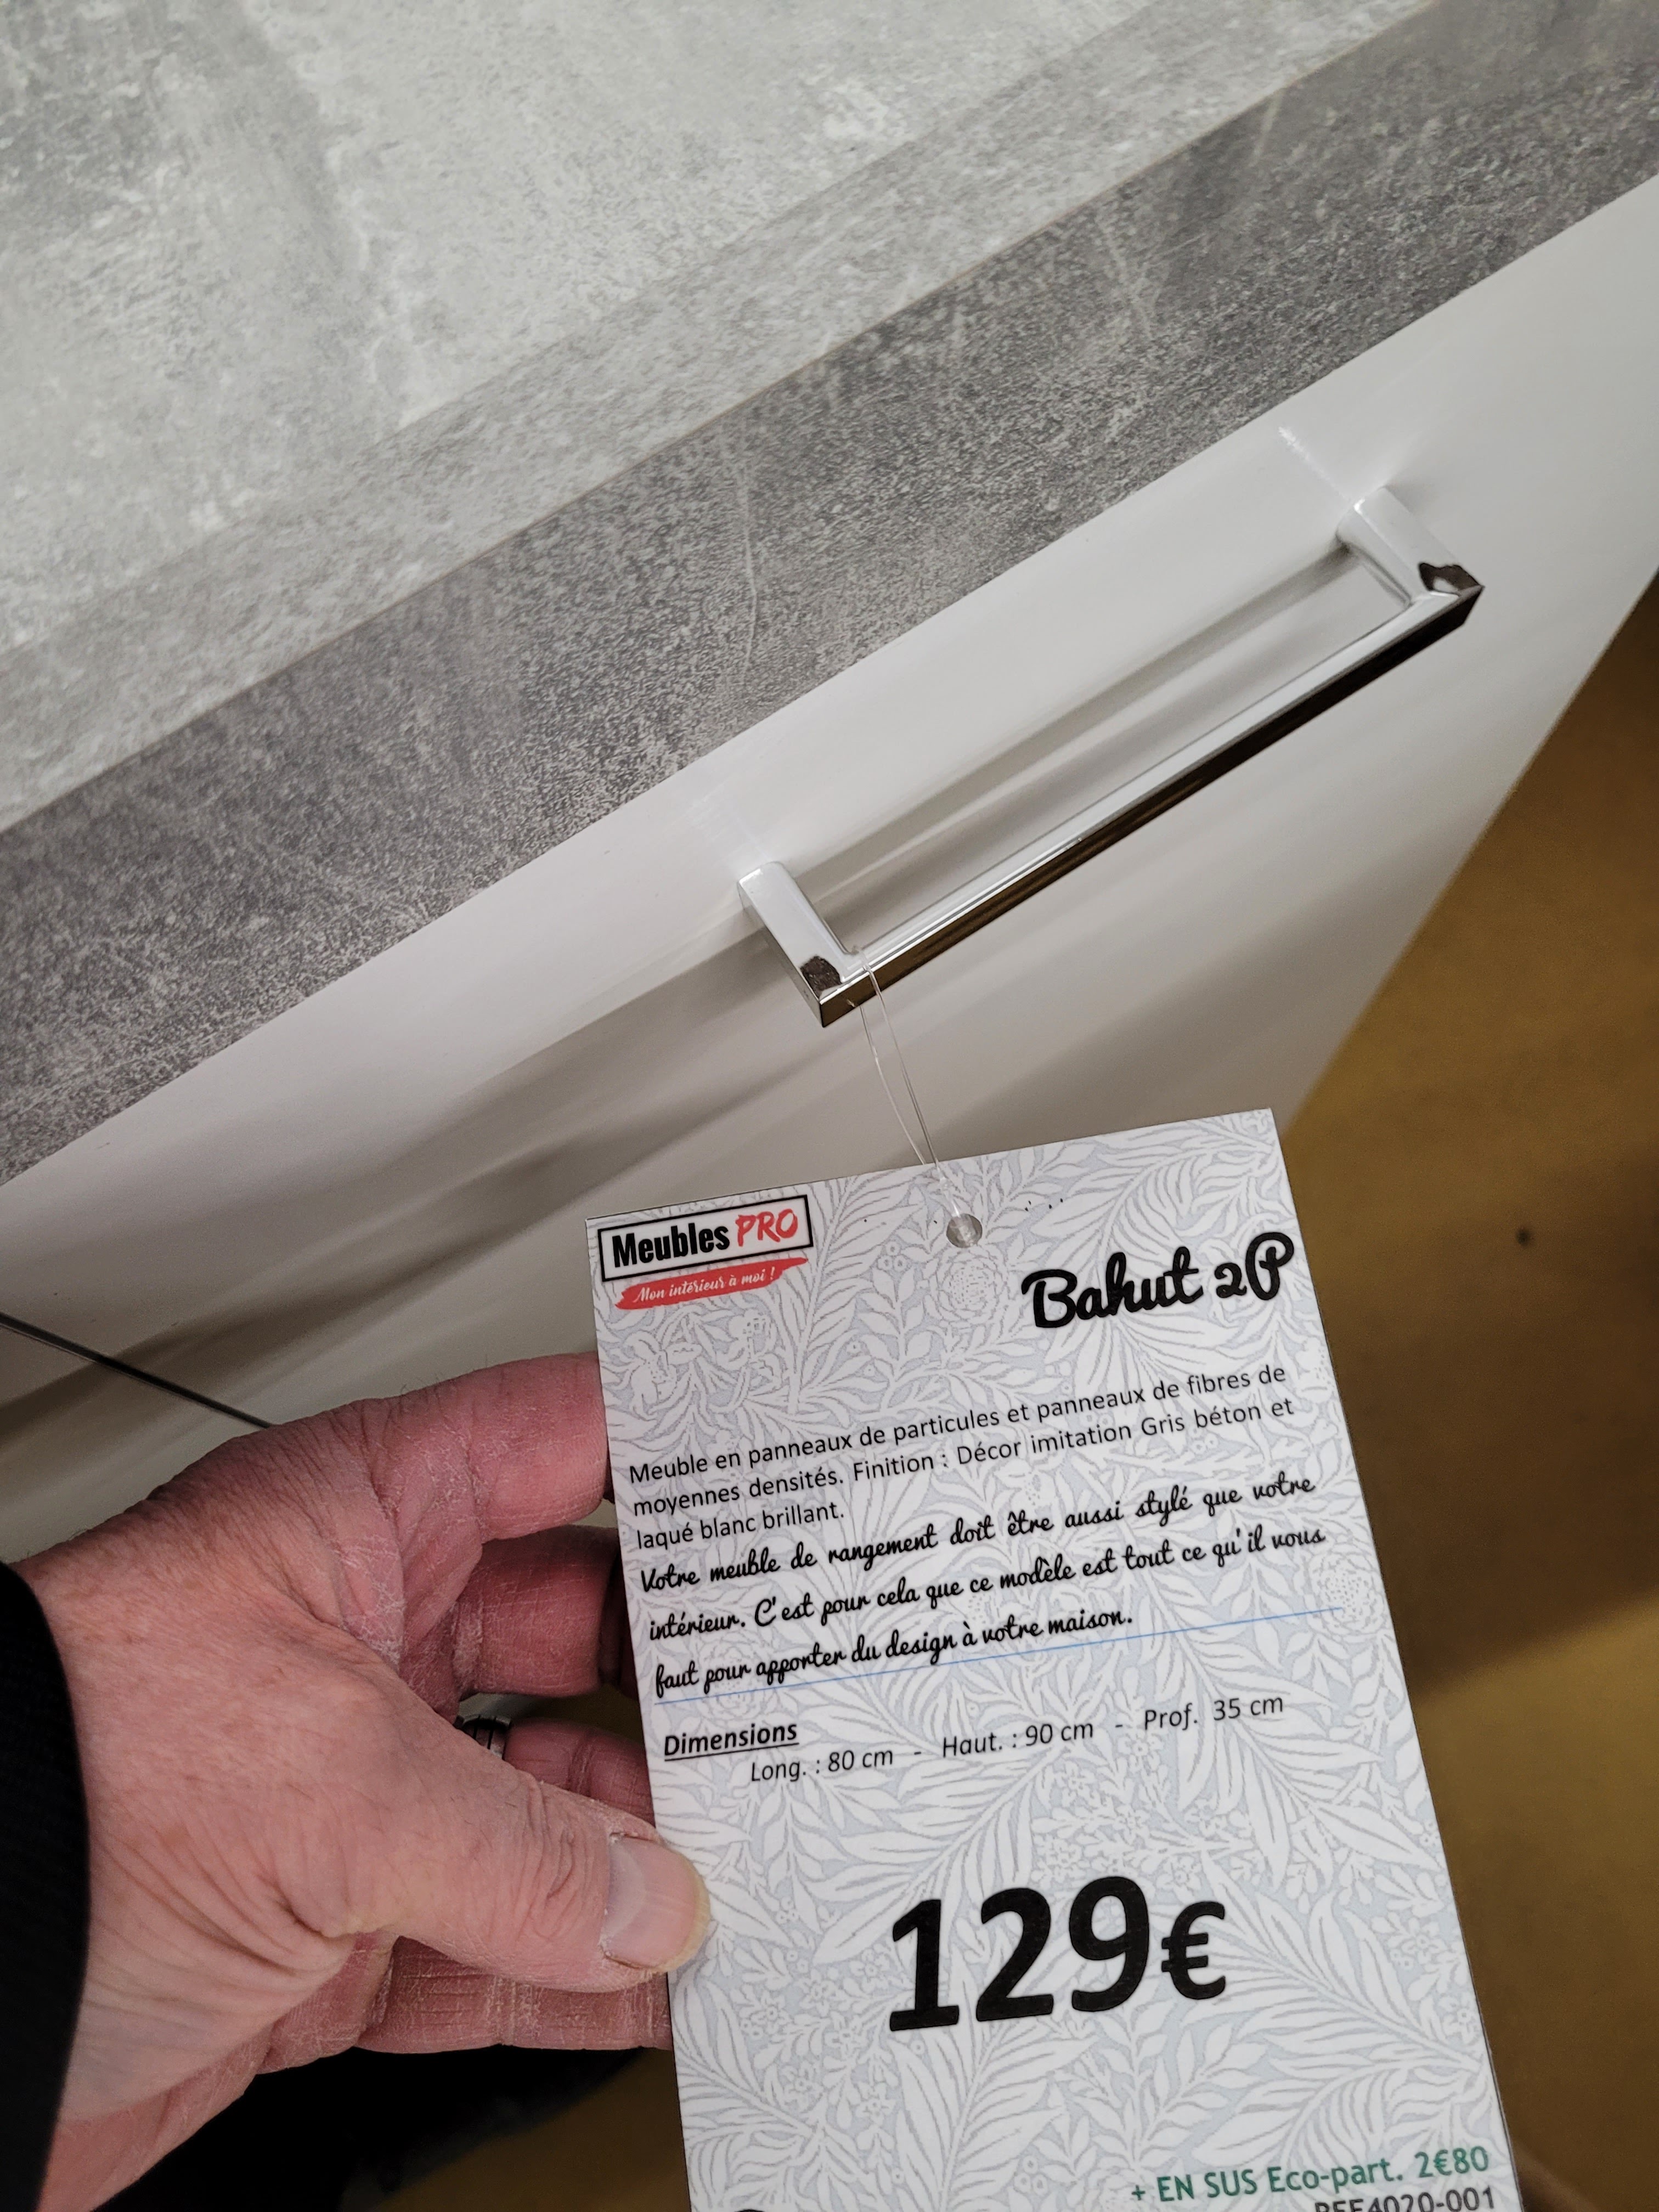 Meubles PRO
Mon intérieur à moi !
Bahut 2P
Meuble en panneaux de particules et panneaux de fibres de
moyennes densités. Finition : Décor imitation Gris béton et
laqué blanc brillant.
Votre meuble de rangement doit être aussi stylé que votre
intérieur. C'est pour cela que ce modèle est tout ce qu'il vous
faut pour apporter du design à votre maison.
Dimensions
Long. : 80 cm - Haut. : 90 cm - Prof. 35 cm
129€
+ EN SUS Eco-part. 2€80
REF4020-001